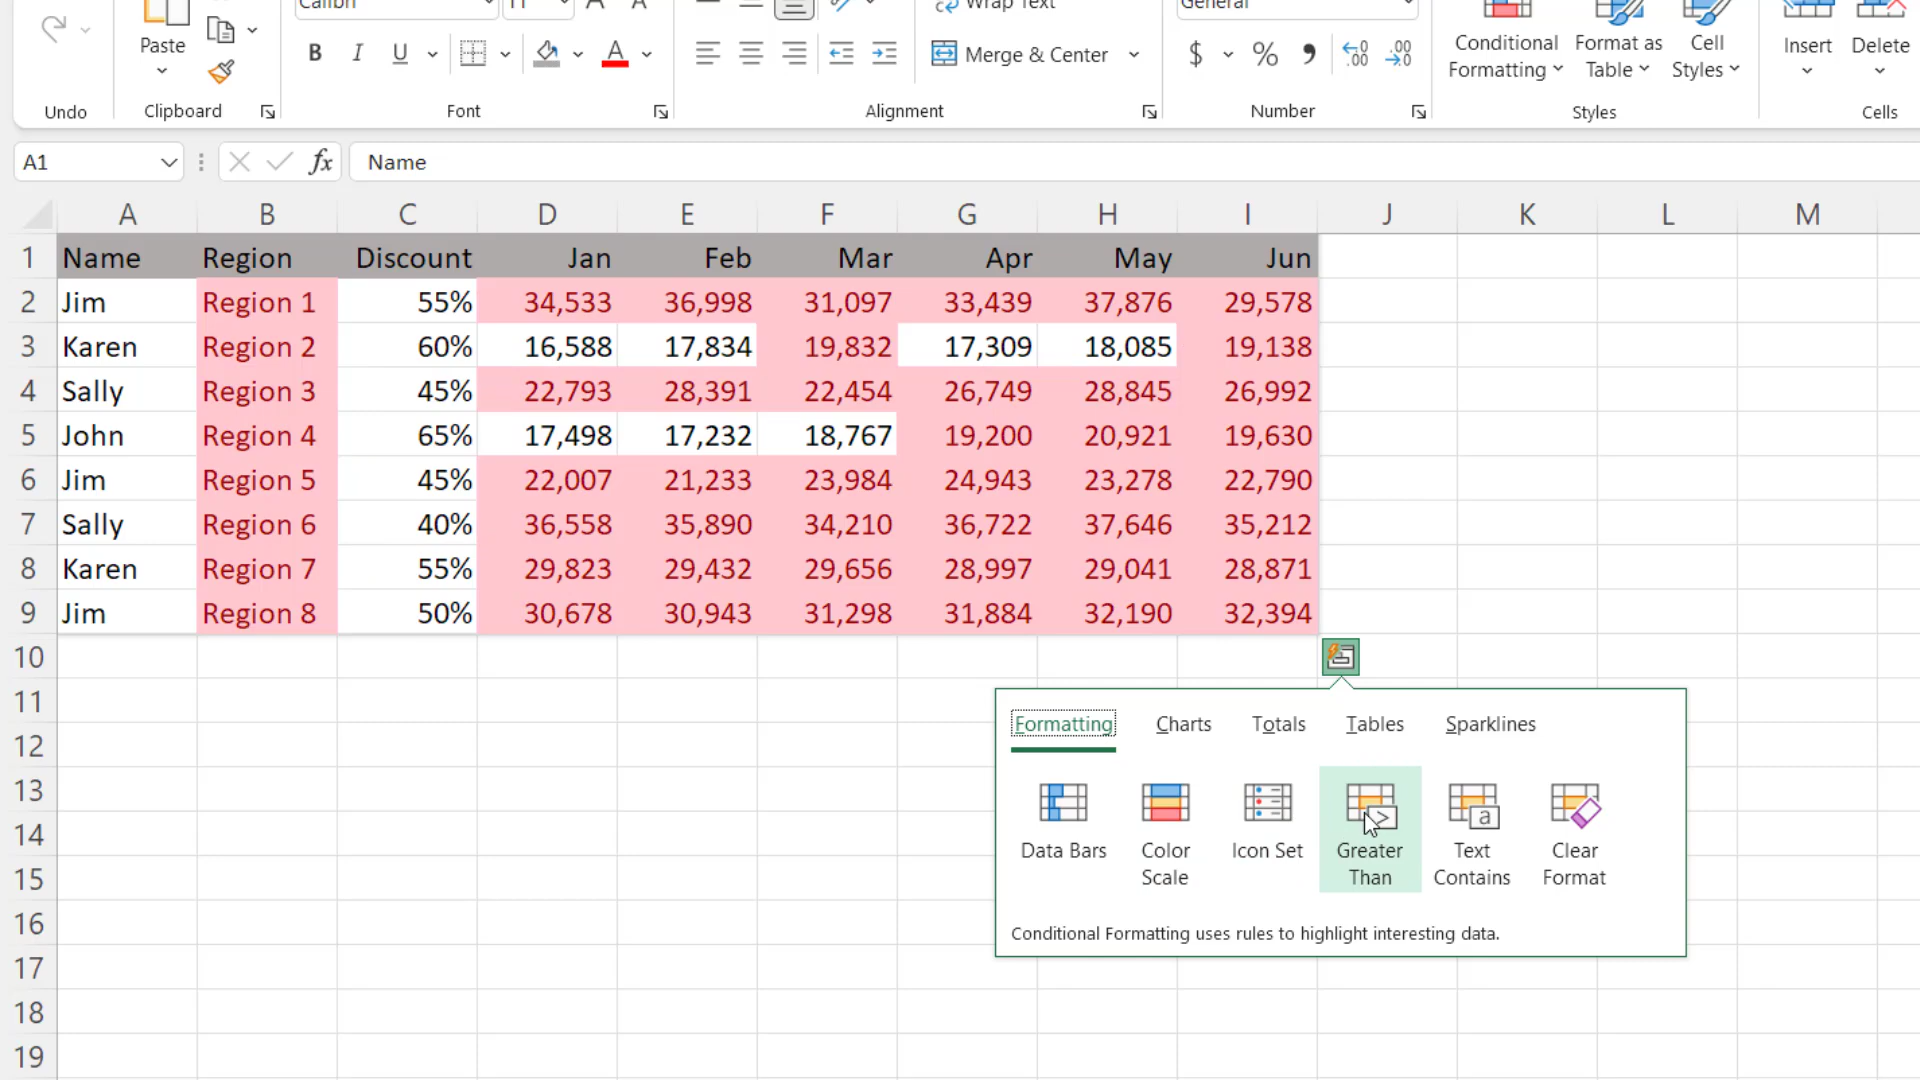 Calibri 11 Wrap Text General
Paste B I U A Merge & Center $ % , Conditional Formatting Format as Table Cell Styles Insert Delete
Undo Clipboard Font Alignment Number Styles Cells
A1 fx Name
A B C D E F G H I J K L M
1 Name Region Discount Jan Feb Mar Apr May Jun
2 Jim Region 1 55% 34,533 36,998 31,097 33,439 37,876 29,578
3 Karen Region 2 60% 16,588 17,834 19,832 17,309 18,085 19,138
4 Sally Region 3 45% 22,793 28,391 22,454 26,749 28,845 26,992
5 John Region 4 65% 17,498 17,232 18,767 19,200 20,921 19,630
6 Jim Region 5 45% 22,007 21,233 23,984 24,943 23,278 22,790
7 Sally Region 6 40% 36,558 35,890 34,210 36,722 37,646 35,212
8 Karen Region 7 55% 29,823 29,432 29,656 28,997 29,041 28,871
9 Jim Region 8 50% 30,678 30,943 31,298 31,884 32,190 32,394
10
11
Formatting Charts Totals Tables Sparklines
12
13
14
Data Bars Color Scale Icon Set Greater Than Text Contains Clear Format
15
16
Conditional Formatting uses rules to highlight interesting data.
17
18
19